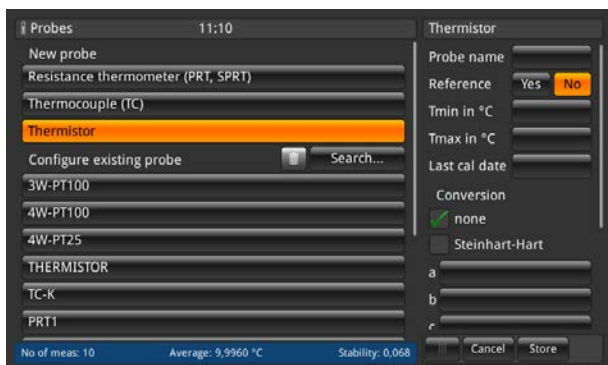 Probes 11:10
New probe
Resistance thermometer (PRT, SPRT)
Thermocouple (TC)
Thermistor
Configure existing probe Search...
3W-PT100
4W-PT100
4W-PT25
THERMISTOR
TC-K
PRT1
No of meas: 10 Average: 9,9960 °C Stability: 0,068
Thermistor
Probe name
Reference Yes No
Tmin in °C
Tmax in °C
Last cal date
Conversion
none
Steinhart-Hart
a
b
Cancel Store